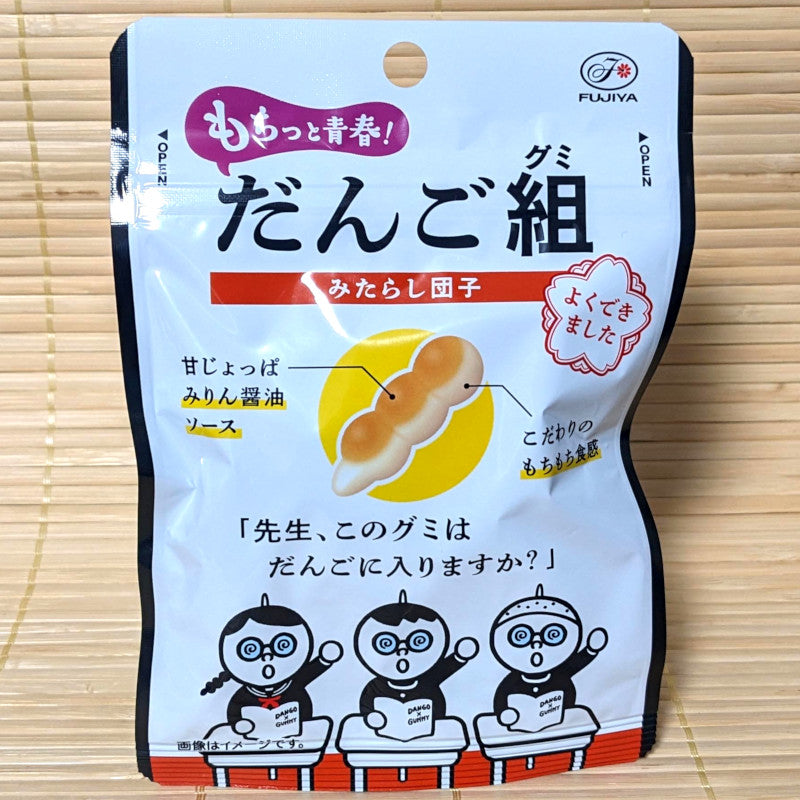 FUJIYA
もちっと青春!
◀OPEN
▶OPEN
グミ
だんご組
みたらし団子
よくでき
ました
甘じょっぱ
みりん醤油
ソース
こだわりの
もちもち食感
「先生、このグミは
だんごに入りますか?」
DANGO
×
GUMMY
DANGO
×
GUMMY
DANGO
×
GUMMY
画像はイメージです。